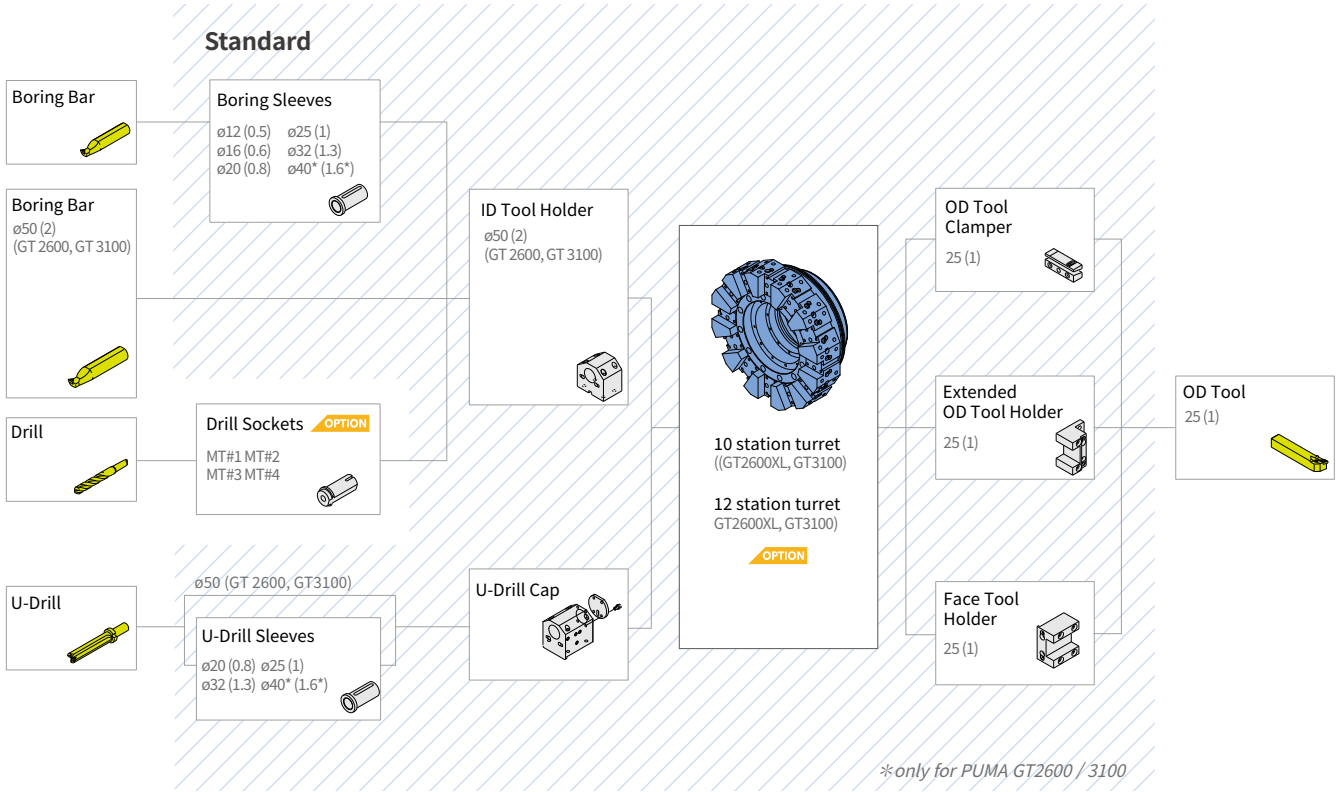 Standard
Boring Bar
Boring Sleeves
ø12 (0.5) ø25 (1)
ø16 (0.6) ø32 (1.3)
ø20 (0.8) ø40* (1.6*)
Boring Bar
ø50 (2)
(GT 2600, GT 3100)
ID Tool Holder
ø50 (2)
(GT 2600, GT 3100)
Drill
Drill Sockets OPTION
MT#1 MT#2
MT#3 MT#4
U-Drill
ø50 (GT 2600, GT3100)
U-Drill Sleeves
ø20 (0.8) ø25 (1)
ø32 (1.3) ø40* (1.6*)
U-Drill Cap
10 station turret
((GT2600XL, GT3100)
12 station turret
GT2600XL, GT3100)
OPTION
OD Tool
Clamper
25 (1)
Extended
OD Tool Holder
25 (1)
Face Tool
Holder
25 (1)
OD Tool
25 (1)
*only for PUMA GT2600 / 3100